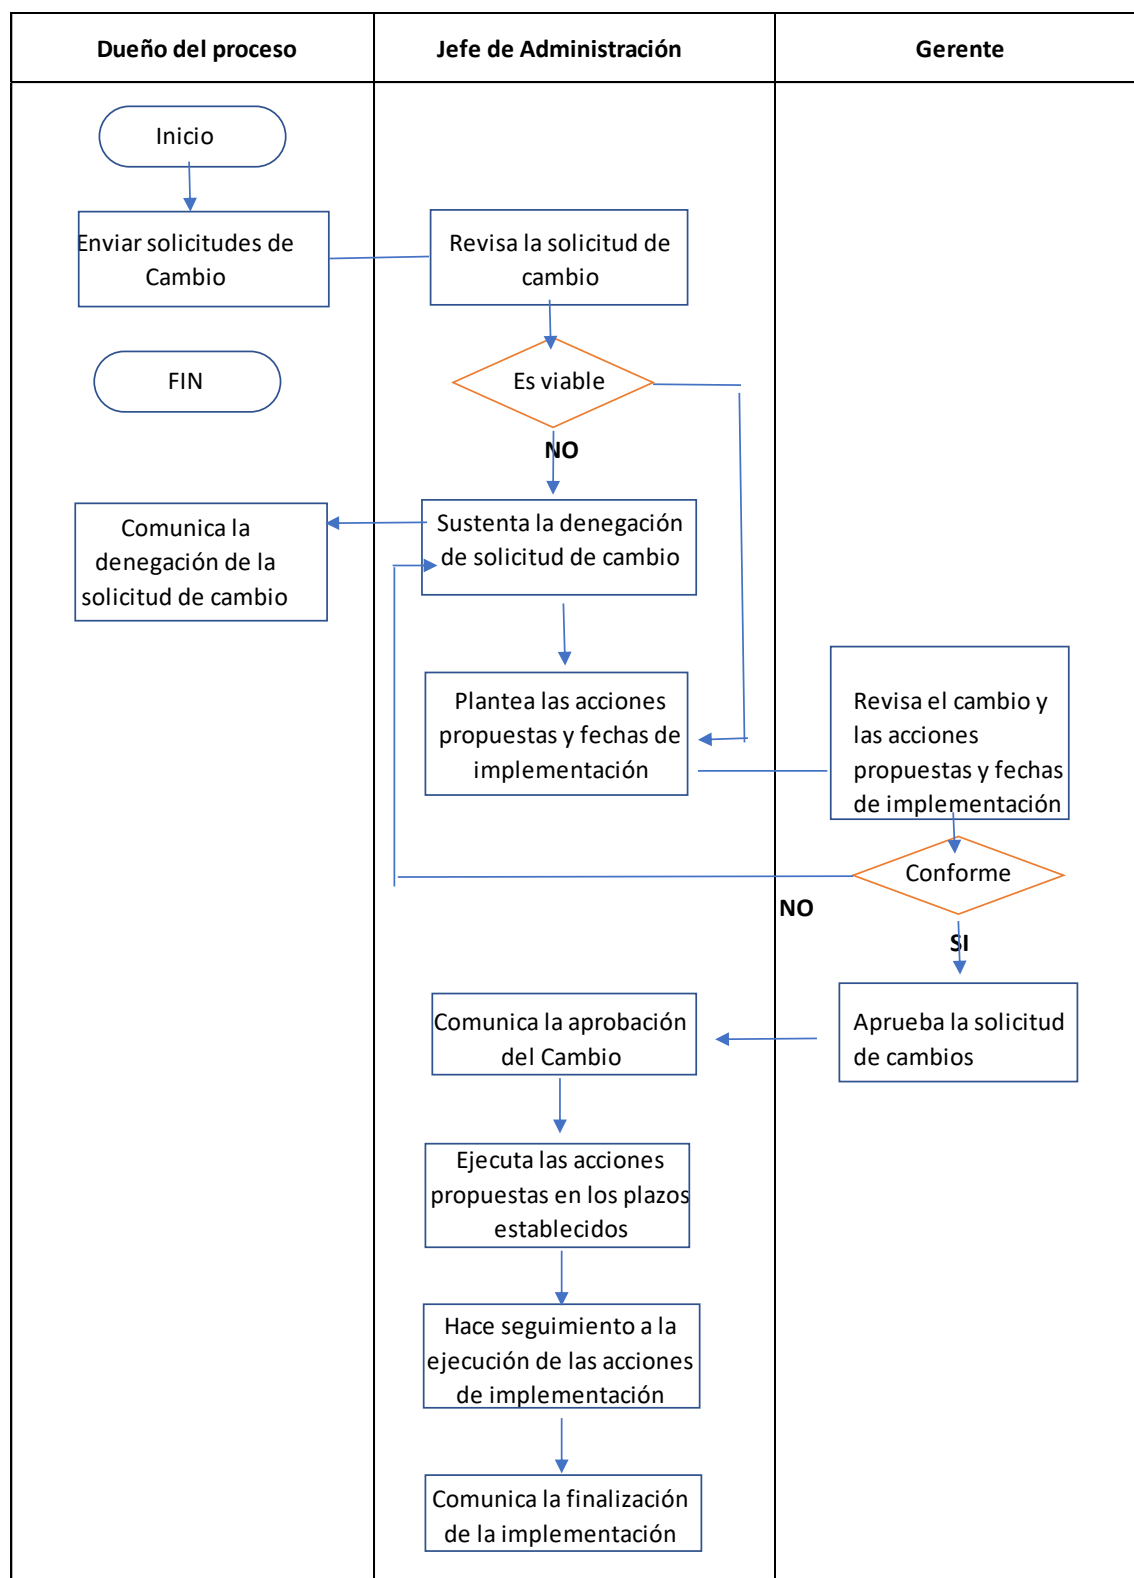 Dueño del proceso
Jefe de Administración
Gerente
Inicio
Enviar solicitudes de
Cambio
Revisa la solicitud de
cambio
FIN
Es viable
NO
Comunica la
denegación de la
solicitud de cambio
Sustenta la denegación
de solicitud de cambio
Plantea las acciones
propuestas y fechas de
implementación
Revisa el cambio y
las acciones
propuestas y fechas
de implementación
Conforme
NO
SI
Comunica la aprobación
del Cambio
Aprueba la solicitud
de cambios
Ejecuta las acciones
propuestas en los plazos
establecidos
Hace seguimiento a la
ejecución de las acciones
de implementación
Comunica la finalización
de la implementación